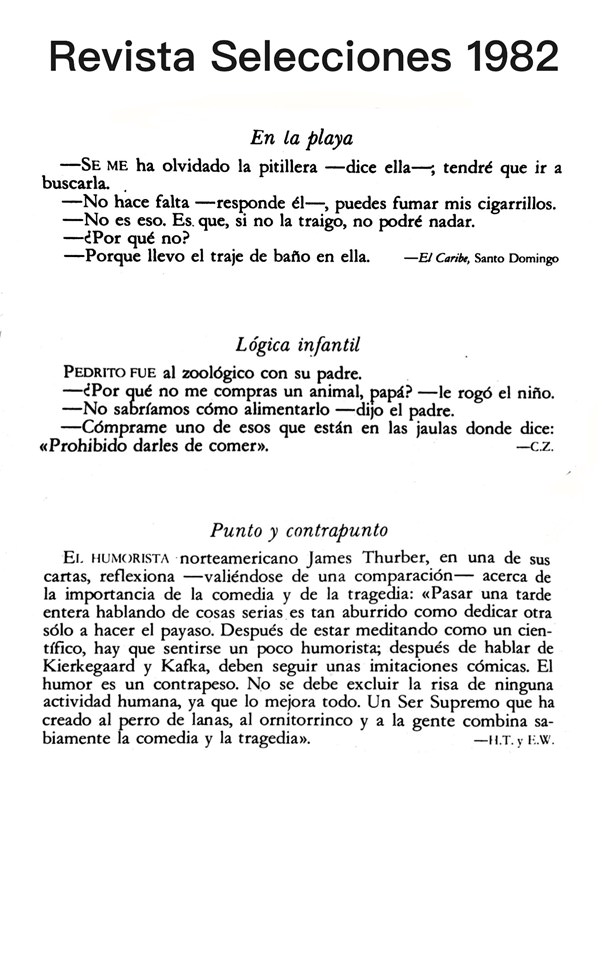 Revista Selecciones 1982
En la playa
—SE ME ha olvidado la pitillera —dice ella—; tendré que ir a
buscarla.
—No hace falta —responde él—, puedes fumar mis cigarrillos.
—No es eso. Es que, si no la traigo, no podré nadar.
—¿Por qué no?
—Porque llevo el traje de baño en ella. —El Caribe, Santo Domingo
Lógica infantil
PEDRITO FUE al zoológico con su padre.
—¿Por qué no me compras un animal, papá? —le rogó el niño.
—No sabríamos cómo alimentarlo —dijo el padre.
—Cómprame uno de esos que están en las jaulas donde dice:
«Prohibido darles de comer». —C.Z.
Punto y contrapunto
EL HUMORISTA norteamericano James Thurber, en una de sus
cartas, reflexiona —valiéndose de una comparación— acerca de
la importancia de la comedia y de la tragedia: «Pasar una tarde
entera hablando de cosas serias es tan aburrido como dedicar otra
sólo a hacer el payaso. Después de estar meditando como un cien-
tífico, hay que sentirse un poco humorista; después de hablar de
Kierkegaard y Kafka, deben seguir unas imitaciones cómicas. El
humor es un contrapeso. No se debe excluir la risa de ninguna
actividad humana, ya que lo mejora todo. Un Ser Supremo que ha
creado al perro de lanas, al ornitorrinco y a la gente combina sa-
biamente la comedia y la tragedia». —H.T. y E.W.